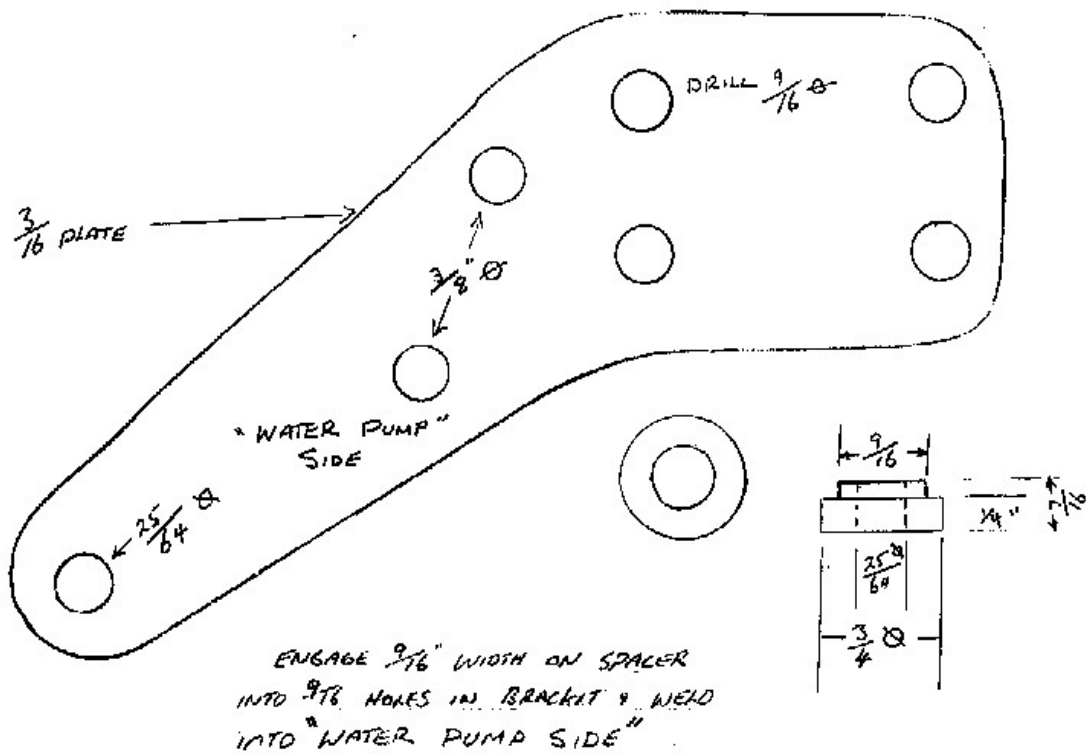 DRILL 9/16 Ø
3/16 PLATE
3/8" Ø
"WATER PUMP"
SIDE
25/64 Ø
9/16
1/4"
7/16
25/64 Ø
3/4 Ø
ENGAGE 9/16" WIDTH ON SPACER
INTO 9/16 HOLES IN BRACKET & WELD
INTO "WATER PUMP SIDE"